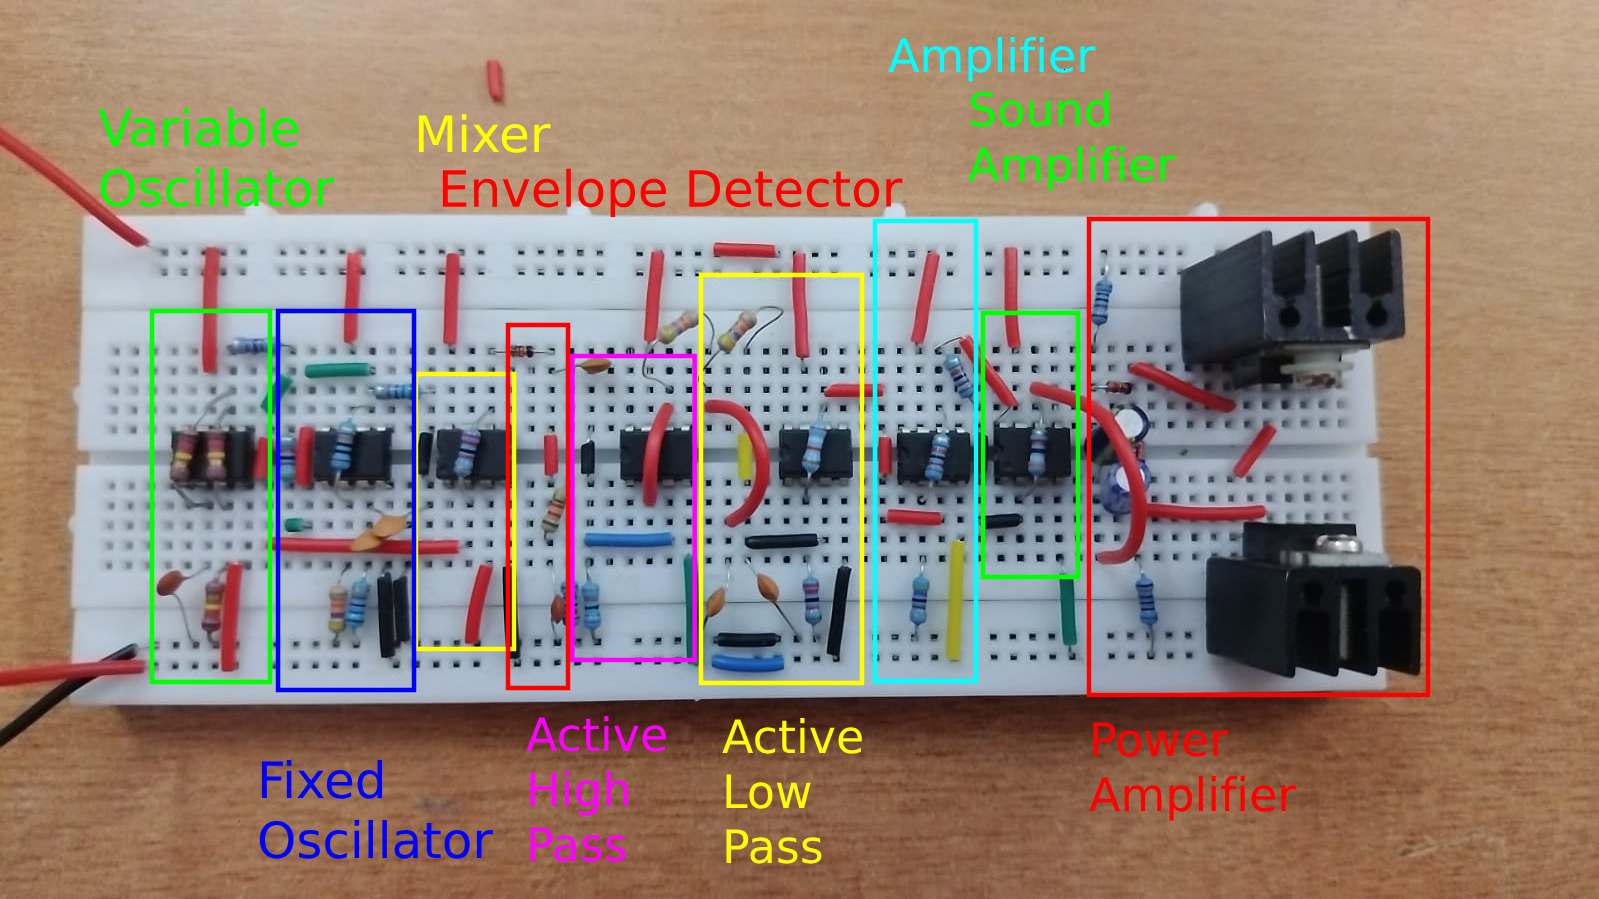 Variable
Oscillator
Mixer
Envelope Detector
Amplifier
Sound
Amplifier
Fixed
Oscillator
Active
High
Pass
Active
Low
Pass
Power
Amplifier